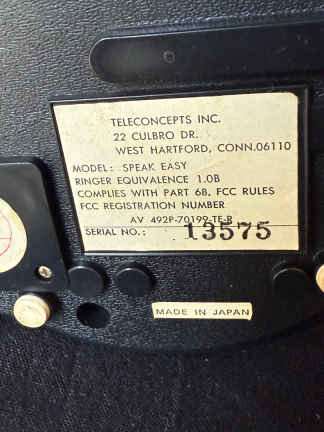 TELECONCEPTS INC.
22 CULBRO DR.
WEST HARTFORD, CONN.06110
MODEL: SPEAK EASY
RINGER EQUIVALENCE 1.0B
COMPLIES WITH PART 68, FCC RULES
FCC REGISTRATION NUMBER
AV 492P-70199-TE-R
SERIAL NO.: 13575
MADE IN JAPAN